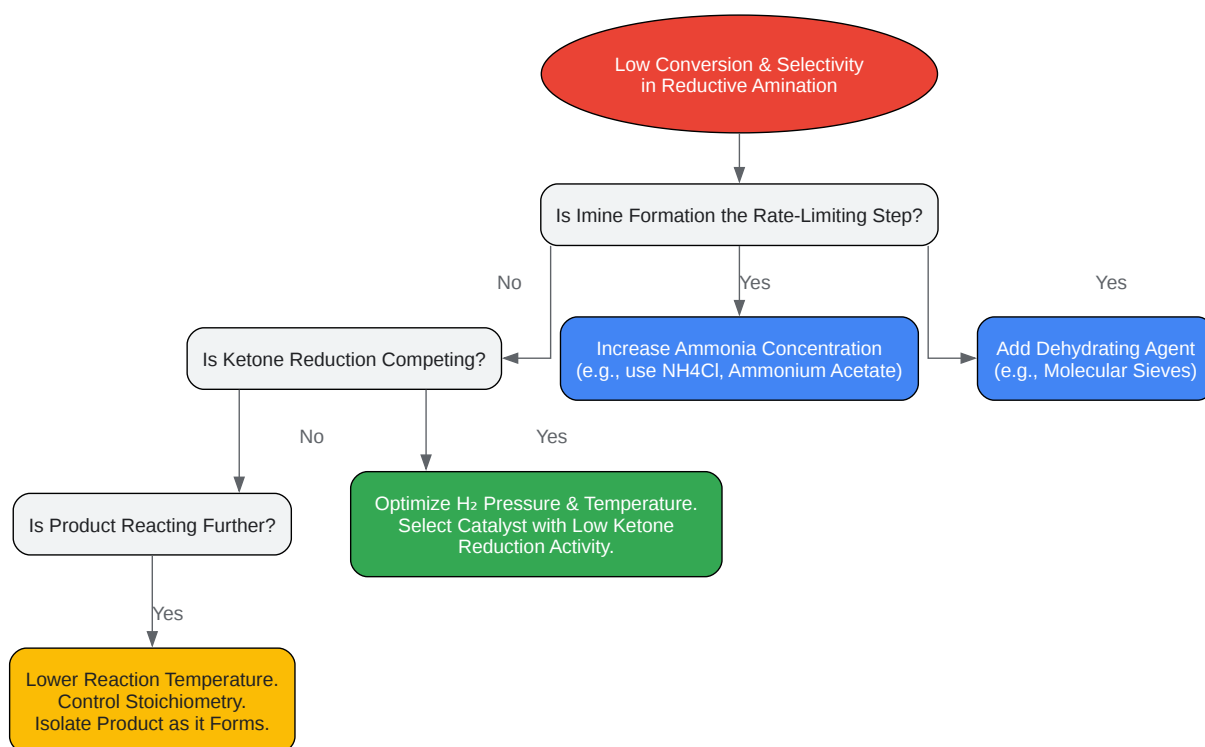 Low Conversion & Selectivity
in Reductive Amination
Is Imine Formation the Rate-Limiting Step?
No
Yes
Yes
Is Ketone Reduction Competing?
Increase Ammonia Concentration
(e.g., use NH4Cl, Ammonium Acetate)
Add Dehydrating Agent
(e.g., Molecular Sieves)
No
Yes
Is Product Reacting Further?
Optimize H₂ Pressure & Temperature.
Select Catalyst with Low Ketone
Reduction Activity.
Yes
Lower Reaction Temperature.
Control Stoichiometry.
Isolate Product as it Forms.